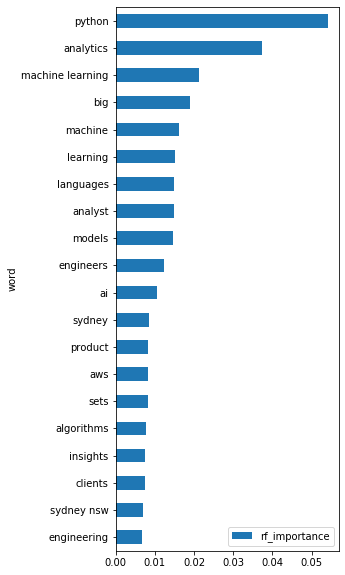 python
analytics
machine learning
big
machine
learning
languages
analyst
models
engineers
ai
sydney
product
aws
sets
algorithms
insights
clients
sydney nsw
engineering
word
rf_importance
0.00 0.01 0.02 0.03 0.04 0.05